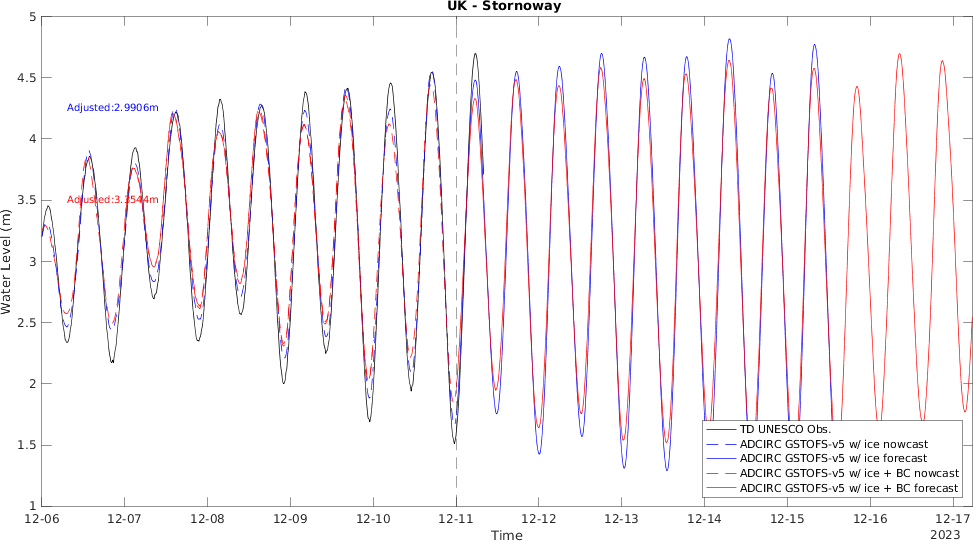 UK - Stornoway
5
4.5
4
3.5
3
2.5
2
1.5
1
Water Level (m)
Adjusted:2.9906m
Adjusted:3.3544m
TD UNESCO Obs.
ADCIRC GSTOFS-v5 w/ ice nowcast
ADCIRC GSTOFS-v5 w/ ice forecast
ADCIRC GSTOFS-v5 w/ ice + BC nowcast
ADCIRC GSTOFS-v5 w/ ice + BC forecast
12-06 12-07 12-08 12-09 12-10 12-11 12-12 12-13 12-14 12-15 12-16 12-17
Time
2023